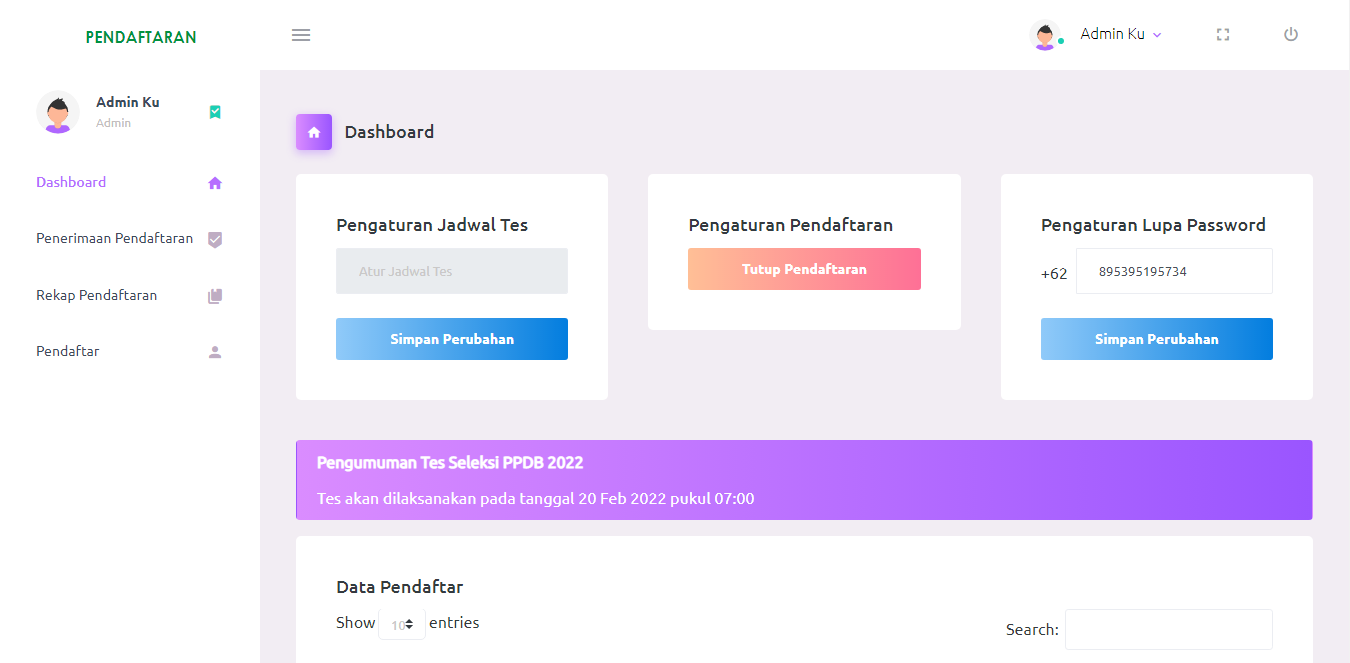 PENDAFTARAN
Admin Ku
Admin Ku
Admin
Dashboard
Penerimaan Pendaftaran
Rekap Pendaftaran
Pendaftar
Dashboard
Pengaturan Jadwal Tes
Atur Jadwal Tes
Simpan Perubahan
Pengaturan Pendaftaran
Tutup Pendaftaran
Pengaturan Lupa Password
+62 895395195734
Simpan Perubahan
Pengumuman Tes Seleksi PPDB 2022
Tes akan dilaksanakan pada tanggal 20 Feb 2022 pukul 07:00
Data Pendaftar
Show 10 entries
Search: